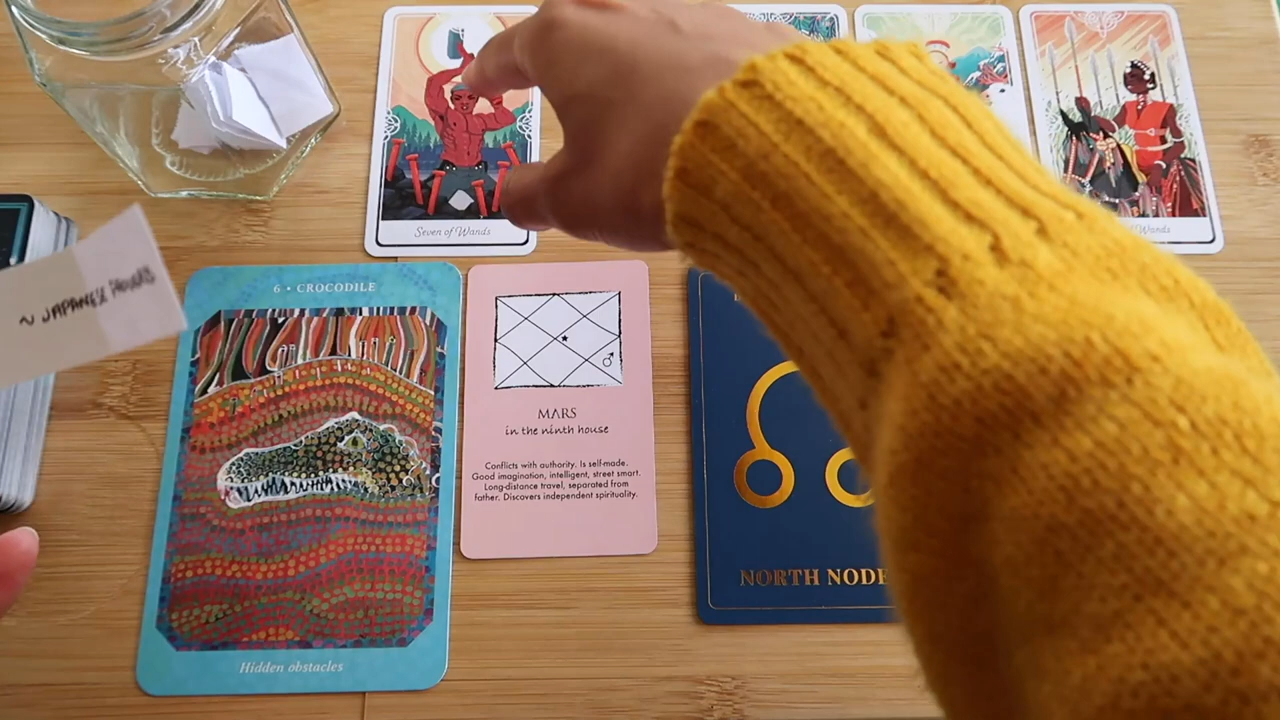 Seven of Wands
Wands
~ JAPANESE
6 • CROCODILE
Hidden obstacles
♂
MARS
in the ninth house
Conflicts with authority. Is self-made.
Good imagination, intelligent, street smart.
Long-distance travel, separated from
father. Discovers independent spirituality.
NORTH NODE